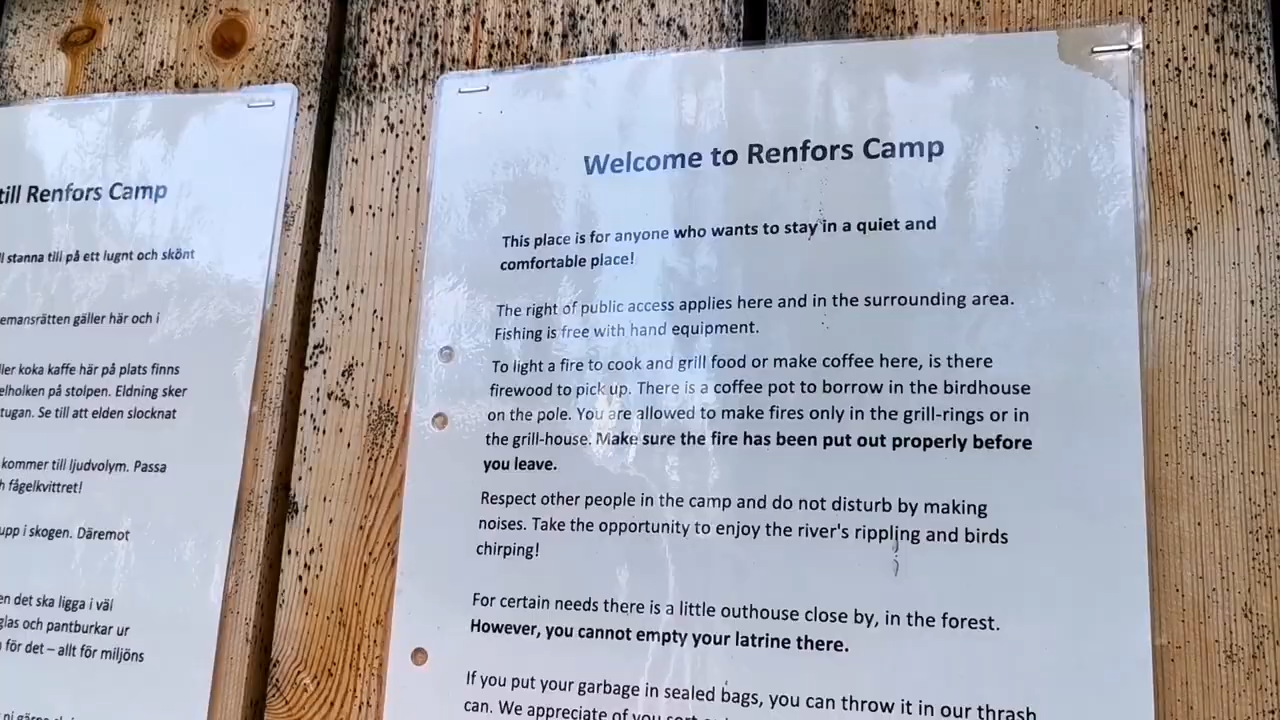 till Renfors Camp
stanna till på ett lugnt och skönt
gäller här och i
koka kaffe här på plats finns
på stolpen. Eldning sker
Se till att elden slocknat
kommer till ljudvolym. Passa
fågelkvittret!
upp i skogen. Däremot
det ska ligga i väl
och pantburkar ur
för det – allt för miljöns
Welcome to Renfors Camp
This place is for anyone who wants to stay in a quiet and
comfortable place!
The right of public access applies here and in the surrounding area.
Fishing is free with hand equipment.
To light a fire to cook and grill food or make coffee here, is there
firewood to pick up. There is a coffee pot to borrow in the birdhouse
on the pole. You are allowed to make fires only in the grill-rings or in
the grill-house. Make sure the fire has been put out properly before
you leave.
Respect other people in the camp and do not disturb by making
noises. Take the opportunity to enjoy the river's rippling and birds
chirping!
For certain needs there is a little outhouse close by, in the forest.
However, you cannot empty your latrine there.
If you put your garbage in sealed bags, you can throw it in our thrash
can. We appreciate of you